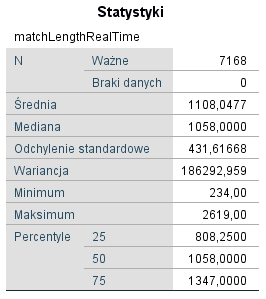 Statystyki
matchLengthRealTime
N Ważne 7168
Braki danych 0
Średnia 1108,0477
Mediana 1058,0000
Odchylenie standardowe 431,61668
Wariancja 186292,959
Minimum 234,00
Maksimum 2619,00
Percentyle 25 808,2500
50 1058,0000
75 1347,0000